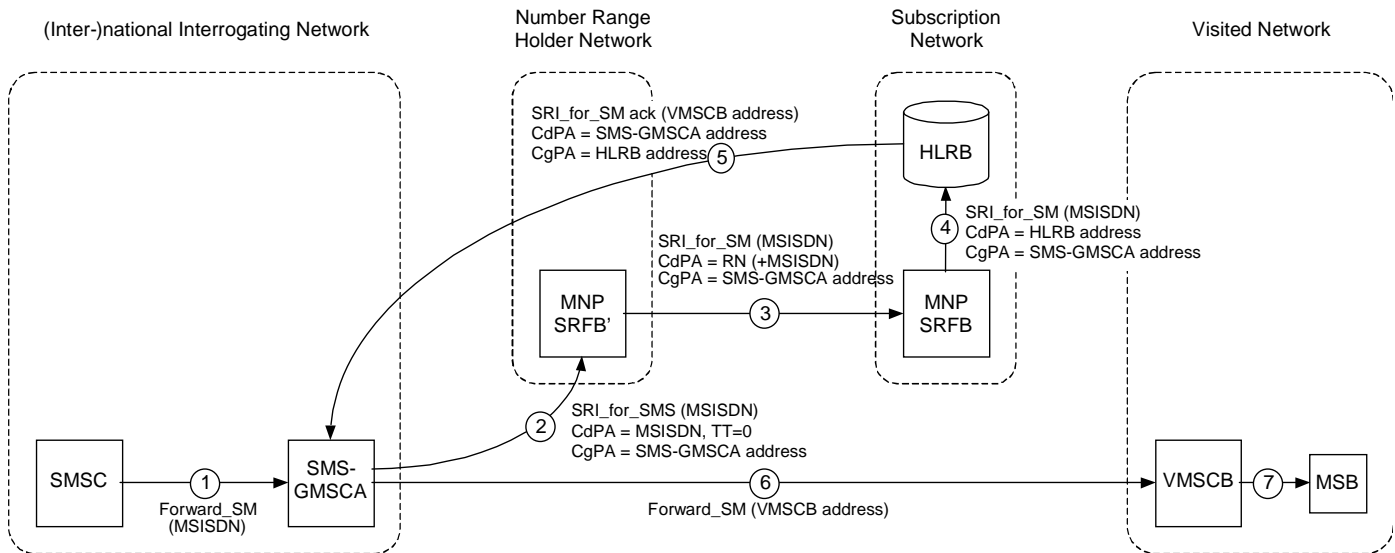 (Inter-)national Interrogating Network
Number Range
Holder Network
Subscription
Network
Visited Network
SRI_for_SM ack (VMSCB address)
CdPA = SMS-GMSCA address
CgPA = HLRB address
5
HLRB
4
SRI_for_SM (MSISDN)
CdPA = HLRB address
CgPA = SMS-GMSCA address
SRI_for_SM (MSISDN)
CdPA = RN (+MSISDN)
CgPA = SMS-GMSCA address
MNP
SRFB’
3
MNP
SRFB
2
SRI_for_SMS (MSISDN)
CdPA = MSISDN, TT=0
CgPA = SMS-GMSCA address
SMSC
1
Forward_SM
(MSISDN)
SMS-
GMSCA
6
Forward_SM (VMSCB address)
VMSCB
7
MSB